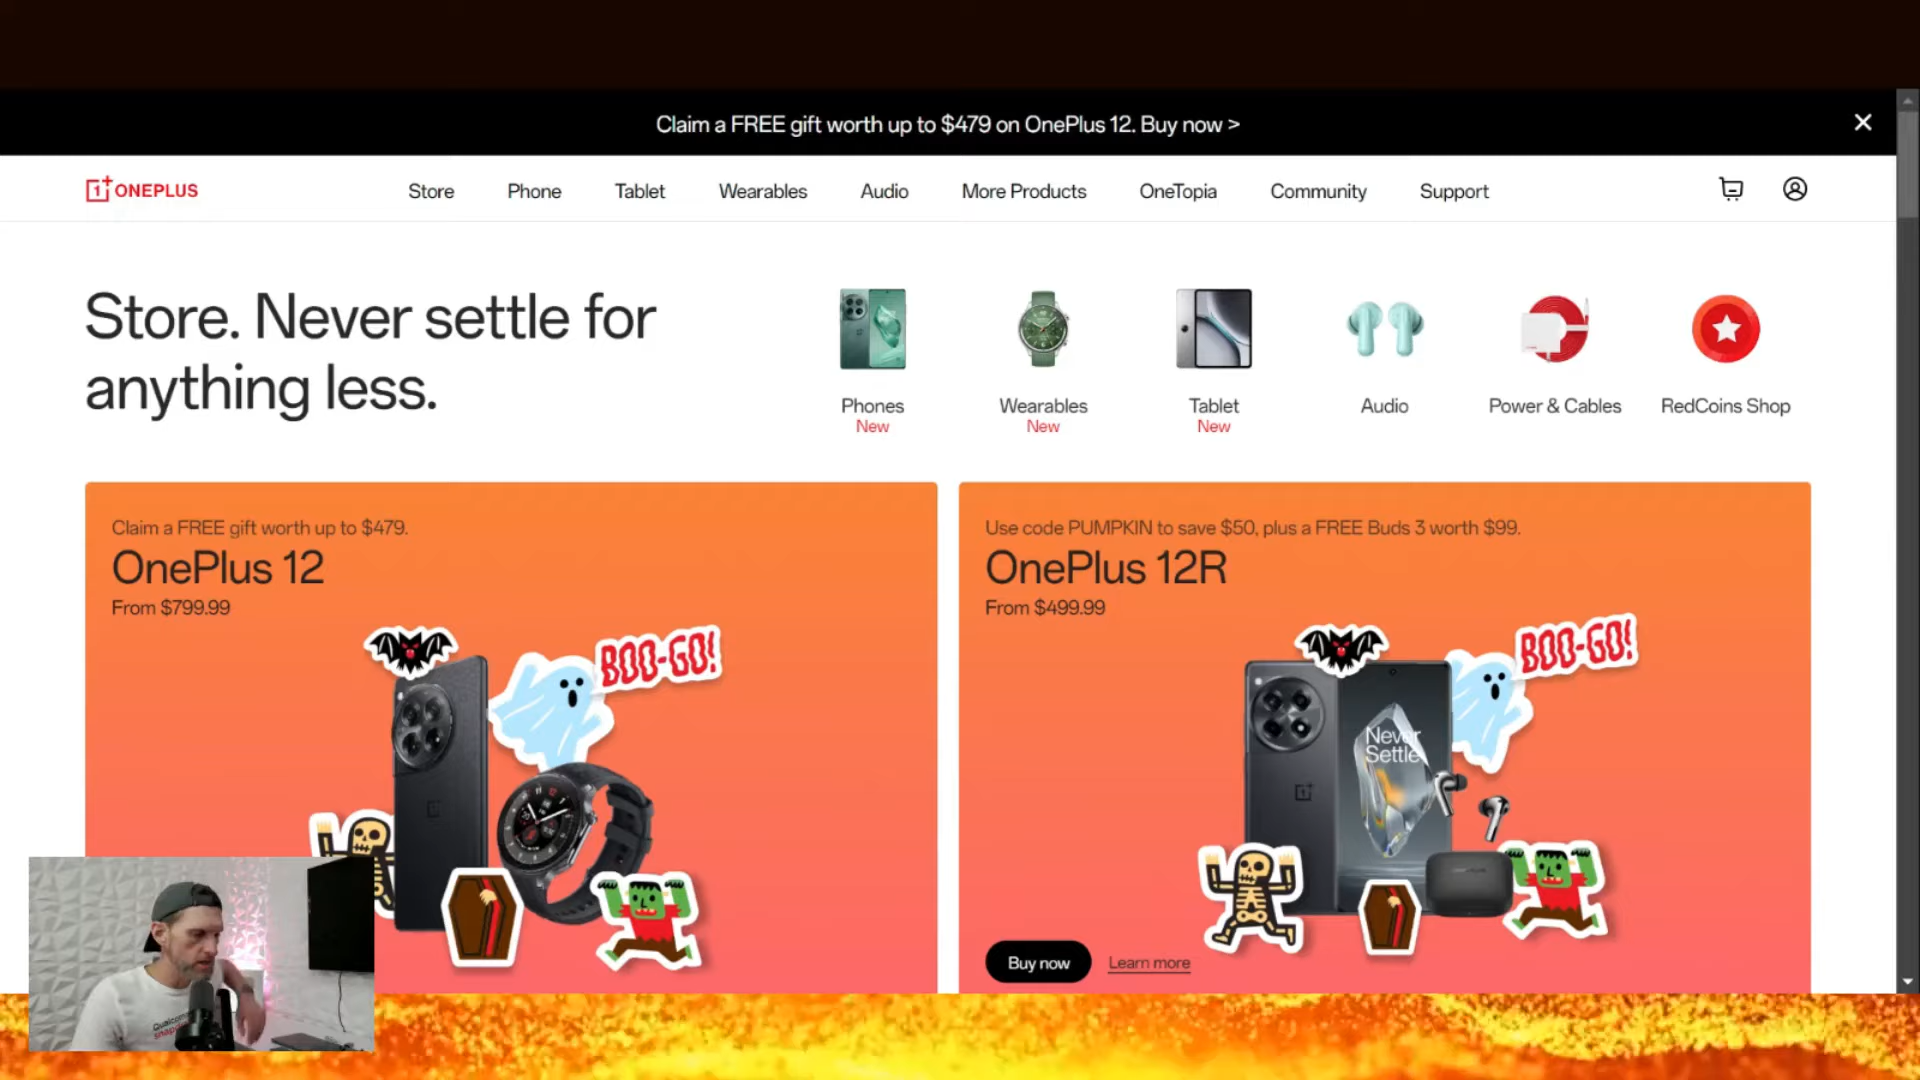 Claim a FREE gift worth up to $479 on OnePlus 12. Buy now >
ONEPLUS
Store Phone Tablet Wearables Audio More Products OneTopia Community Support
Store. Never settle for
anything less.
Phones
New
Wearables
New
Tablet
New
Audio
Power & Cables
RedCoins Shop
Claim a FREE gift worth up to $479.
OnePlus 12
From $799.99
BOO-GO!
Use code PUMPKIN to save $50, plus a FREE Buds 3 worth $99.
OnePlus 12R
From $499.99
BOO-GO!
Never
Settle
Buy now
Learn more